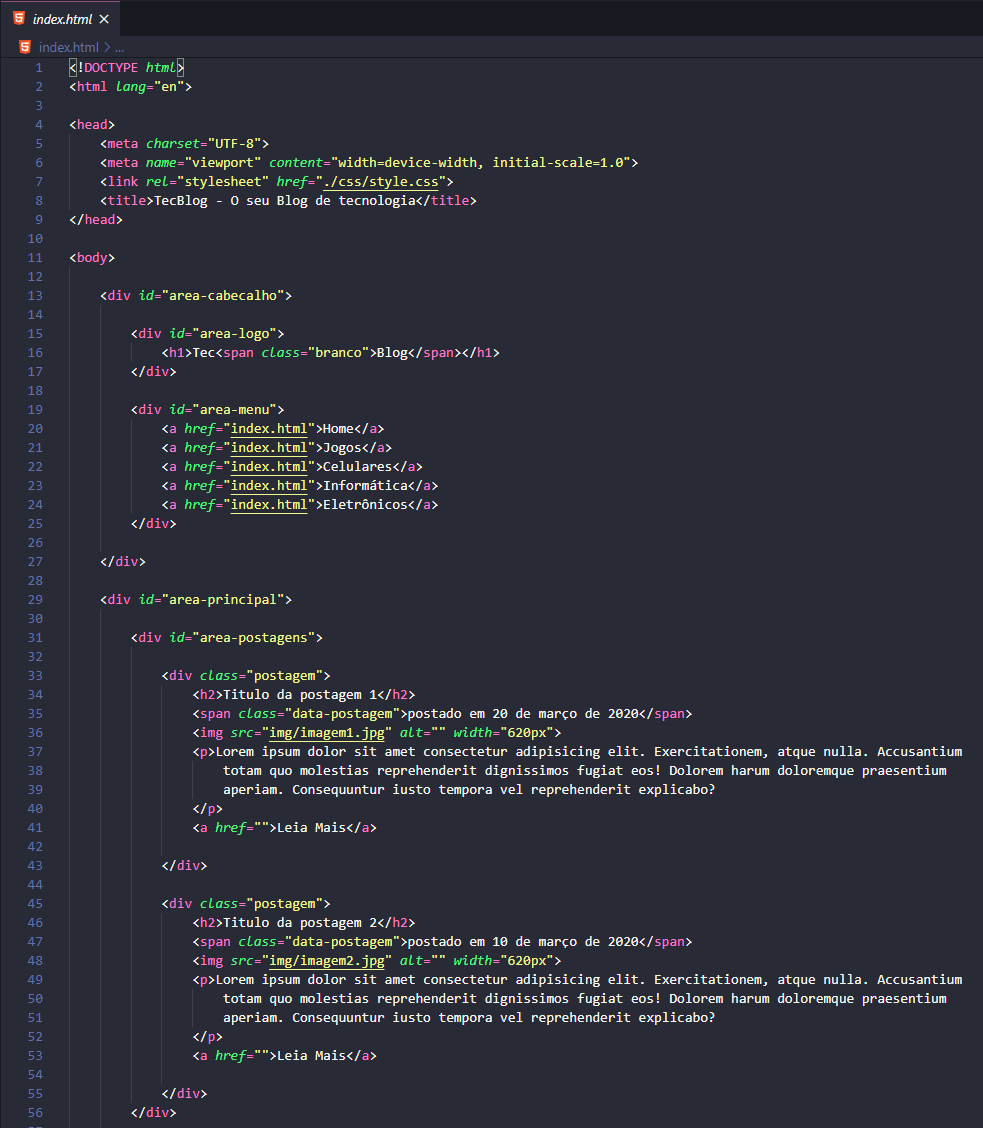 index.html ×
index.html > ...
1 <!DOCTYPE html>
2 <html lang="en">
3
4 <head>
5     <meta charset="UTF-8">
6     <meta name="viewport" content="width=device-width, initial-scale=1.0">
7     <link rel="stylesheet" href="./css/style.css">
8     <title>TecBlog - O seu Blog de tecnologia</title>
9 </head>
10
11 <body>
12
13     <div id="area-cabecalho">
14
15         <div id="area-logo">
16             <h1>Tec<span class="branco">Blog</span></h1>
17         </div>
18
19         <div id="area-menu">
20             <a href="index.html">Home</a>
21             <a href="index.html">Jogos</a>
22             <a href="index.html">Celulares</a>
23             <a href="index.html">Informática</a>
24             <a href="index.html">Eletrônicos</a>
25         </div>
26
27     </div>
28
29     <div id="area-principal">
30
31         <div id="area-postagens">
32
33             <div class="postagem">
34                 <h2>Titulo da postagem 1</h2>
35                 <span class="data-postagem">postado em 20 de março de 2020</span>
36                 <img src="img/imagem1.jpg" alt="" width="620px">
37                 <p>Lorem ipsum dolor sit amet consectetur adipisicing elit. Exercitationem, atque nulla. Accusantium
38                     totam quo molestias reprehenderit dignissimos fugiat eos! Dolorem harum doloremque praesentium
39                     aperiam. Consequuntur iusto tempora vel reprehenderit explicabo?
40                 </p>
41                 <a href="">Leia Mais</a>
42
43             </div>
44
45             <div class="postagem">
46                 <h2>Titulo da postagem 2</h2>
47                 <span class="data-postagem">postado em 10 de março de 2020</span>
48                 <img src="img/imagem2.jpg" alt="" width="620px">
49                 <p>Lorem ipsum dolor sit amet consectetur adipisicing elit. Exercitationem, atque nulla. Accusantium
50                     totam quo molestias reprehenderit dignissimos fugiat eos! Dolorem harum doloremque praesentium
51                     aperiam. Consequuntur iusto tempora vel reprehenderit explicabo?
52                 </p>
53                 <a href="">Leia Mais</a>
54
55             </div>
56         </div>